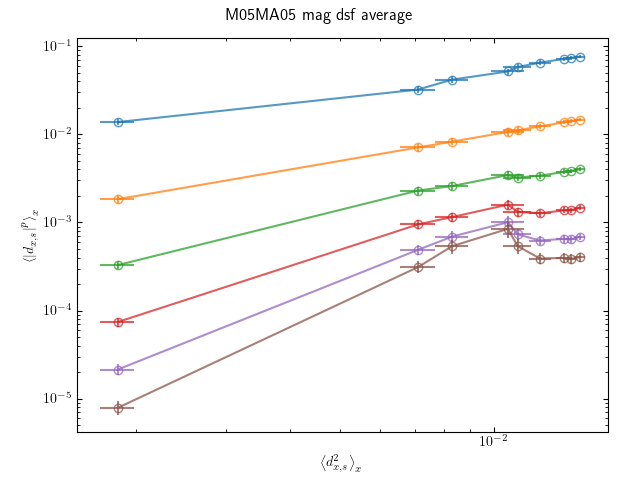 M05MA05 mag dsf average
10⁻¹
10⁻²
10⁻³
10⁻⁴
10⁻⁵
⟨|d_{x,s}|^p⟩_x
10⁻²
⟨d²_{x,s}⟩_x